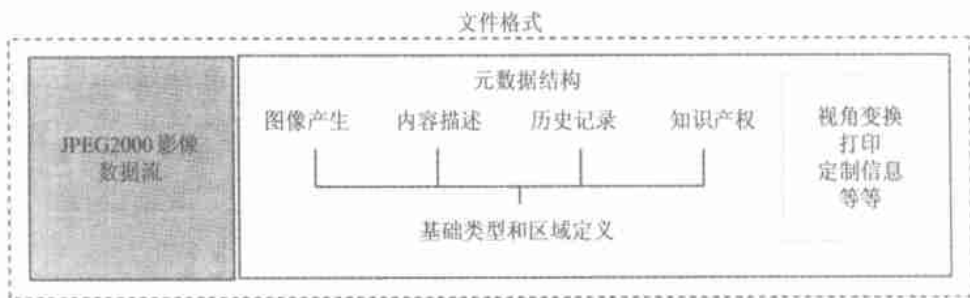 文件格式
JPEG2000影像
数据流
元数据结构
图像产生 内容描述 历史记录 知识产权
基础类型和区域定义
视角变换
打印
定制信息
等等